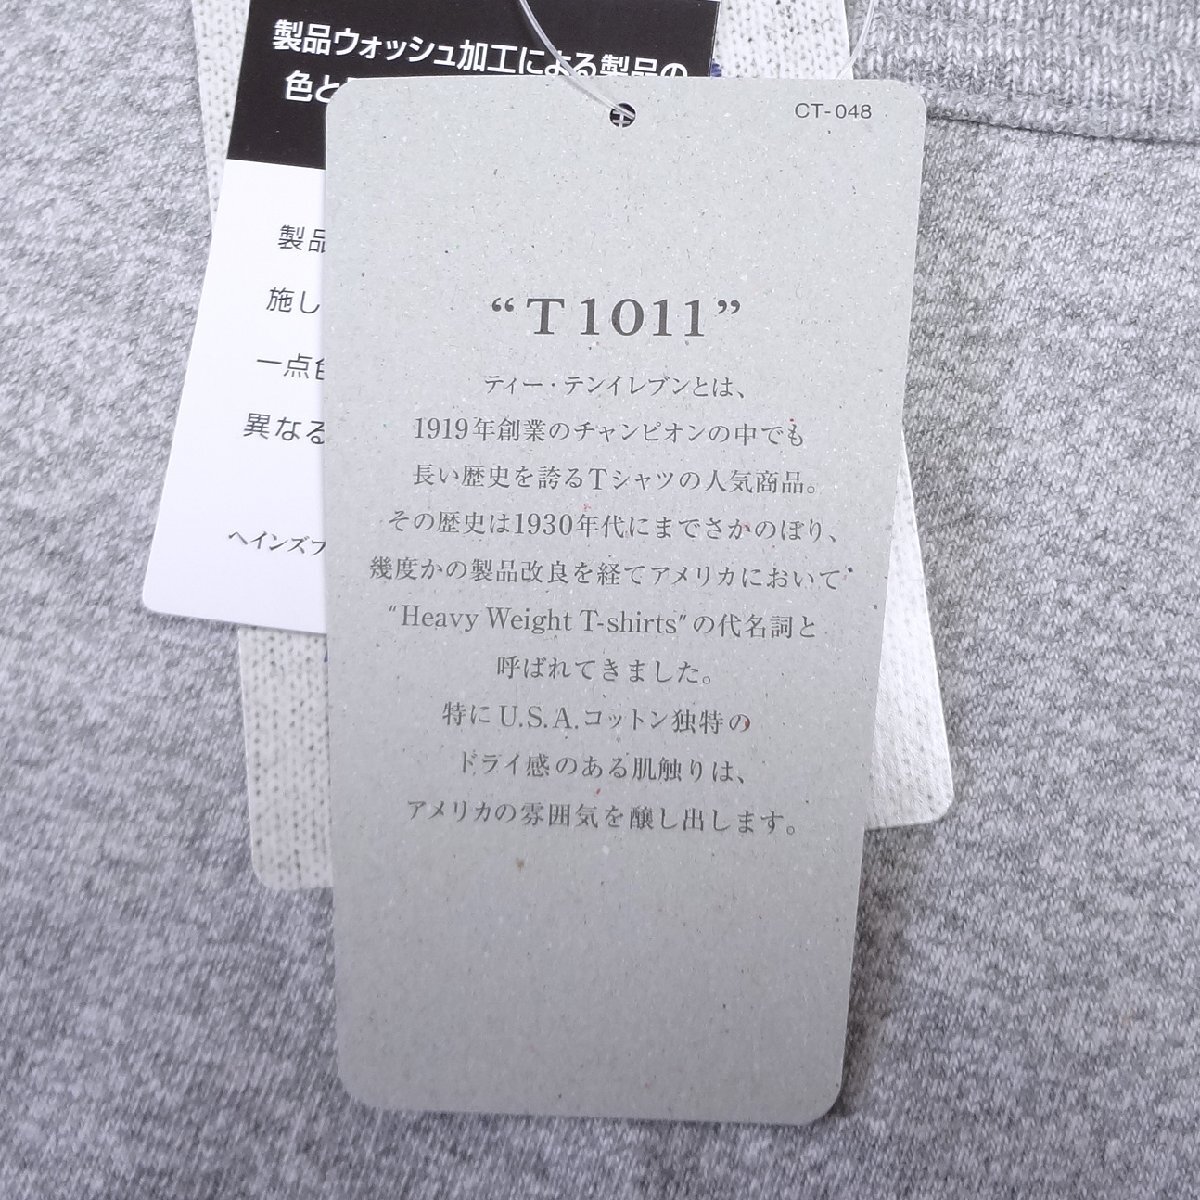 製品ウォッシュ加工による製品の
色と
CT-048
製品
施し
一点色
異なる
ヘインズブ
“T1011”
ティー・テンイレブンとは、
1919年創業のチャンピオンの中でも
長い歴史を誇るTシャツの人気商品。
その歴史は1930年代にまでさかのぼり、
幾度かの製品改良を経てアメリカにおいて
“Heavy Weight T-shirts”の代名詞と
呼ばれてきました。
特にU.S.A.コットン独特の
ドライ感のある肌触りは、
アメリカの雰囲気を醸し出します。